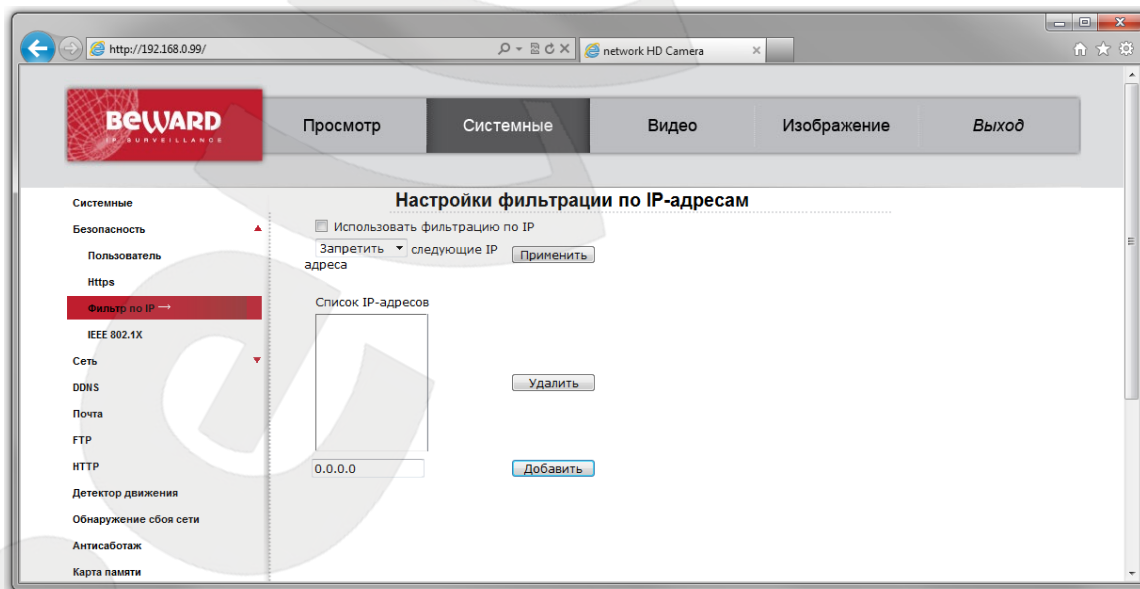 http://192.168.0.99/
network HD Camera
BEWARD
IP SURVEILLANCE
Просмотр
Системные
Видео
Изображение
Выход
Системные
Безопасность
Пользователь
Https
Фильтр по IP →
IEEE 802.1X
Сеть
DDNS
Почта
FTP
HTTP
Детектор движения
Обнаружение сбоя сети
Антисаботаж
Карта памяти
Настройки фильтрации по IP-адресам
Использовать фильтрацию по IP
Запретить следующие IP
адреса
Применить
Список IP-адресов
Удалить
0.0.0.0
Добавить